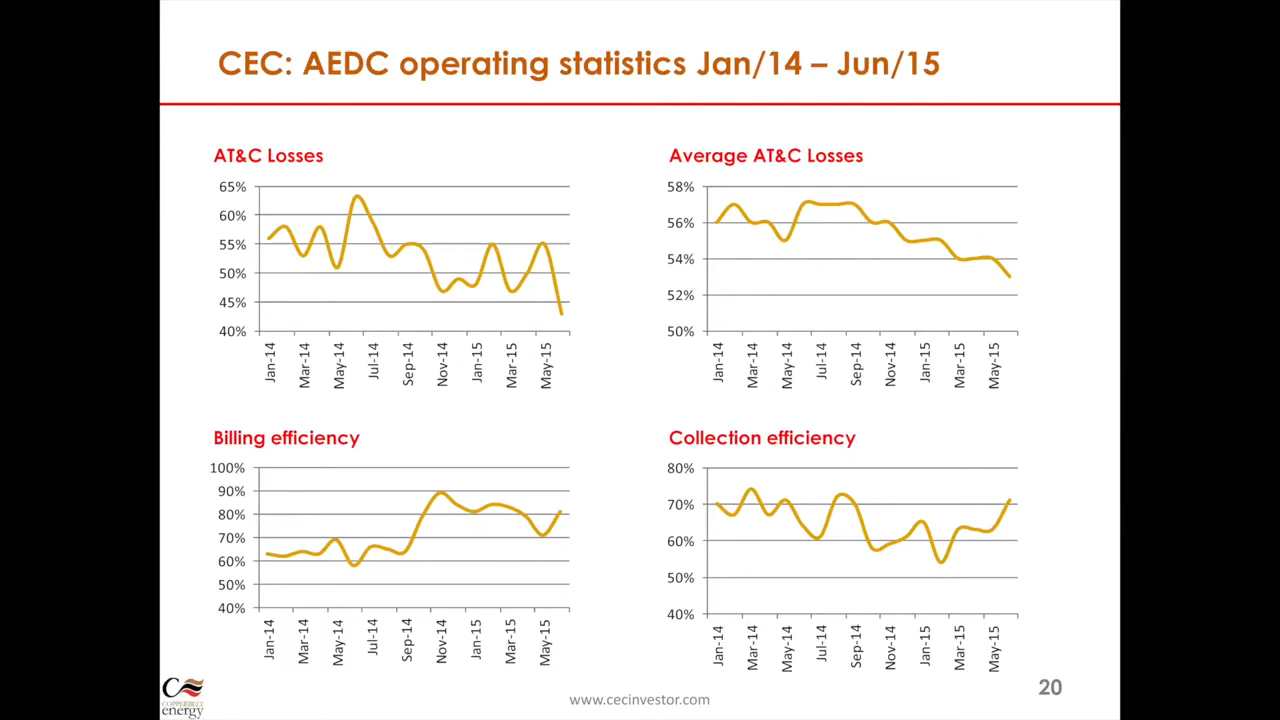 CEC: AEDC operating statistics Jan/14 – Jun/15
AT&C Losses
65%
60%
55%
50%
45%
40%
Jan-14
Mar-14
May-14
Jul-14
Sep-14
Nov-14
Jan-15
Mar-15
May-15
Average AT&C Losses
58%
56%
54%
52%
50%
Jan-14
Mar-14
May-14
Jul-14
Sep-14
Nov-14
Jan-15
Mar-15
May-15
Billing efficiency
100%
90%
80%
70%
60%
50%
40%
Jan-14
Mar-14
May-14
Jul-14
Sep-14
Nov-14
Jan-15
Mar-15
May-15
Collection efficiency
80%
70%
60%
50%
40%
Jan-14
Mar-14
May-14
Jul-14
Sep-14
Nov-14
Jan-15
Mar-15
May-15
COPPERBELT
energy
www.cecinvestor.com
20